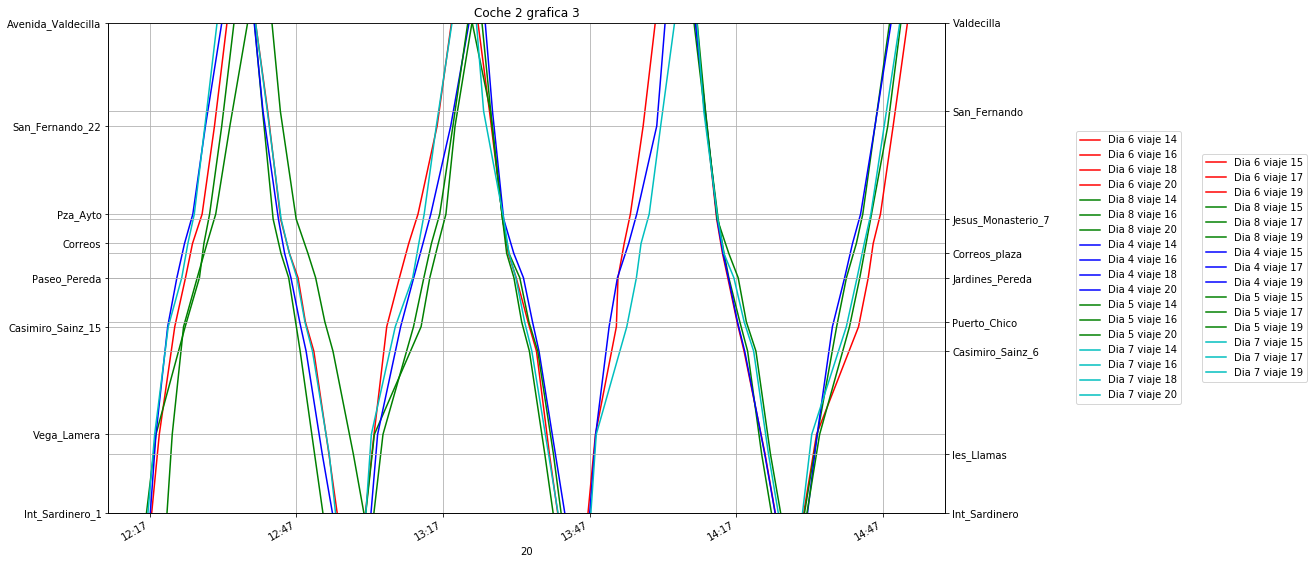 Coche 2 grafica 3
Avenida_Valdecilla
San_Fernando_22
Pza_Ayto
Correos
Paseo_Pereda
Casimiro_Sainz_15
Vega_Lamera
Int_Sardinero_1
Valdecilla
San_Fernando
Jesus_Monasterio_7
Correos_plaza
Jardines_Pereda
Puerto_Chico
Casimiro_Sainz_6
Ies_Llamas
Int_Sardinero
12:17
12:47
13:17
13:47
14:17
14:47
20
Dia 6 viaje 14
Dia 6 viaje 16
Dia 6 viaje 18
Dia 6 viaje 20
Dia 8 viaje 14
Dia 8 viaje 16
Dia 8 viaje 20
Dia 4 viaje 14
Dia 4 viaje 16
Dia 4 viaje 18
Dia 4 viaje 20
Dia 5 viaje 14
Dia 5 viaje 16
Dia 5 viaje 20
Dia 7 viaje 14
Dia 7 viaje 16
Dia 7 viaje 18
Dia 7 viaje 20
Dia 6 viaje 15
Dia 6 viaje 17
Dia 6 viaje 19
Dia 8 viaje 15
Dia 8 viaje 17
Dia 8 viaje 19
Dia 4 viaje 15
Dia 4 viaje 17
Dia 4 viaje 19
Dia 5 viaje 15
Dia 5 viaje 17
Dia 5 viaje 19
Dia 7 viaje 15
Dia 7 viaje 17
Dia 7 viaje 19